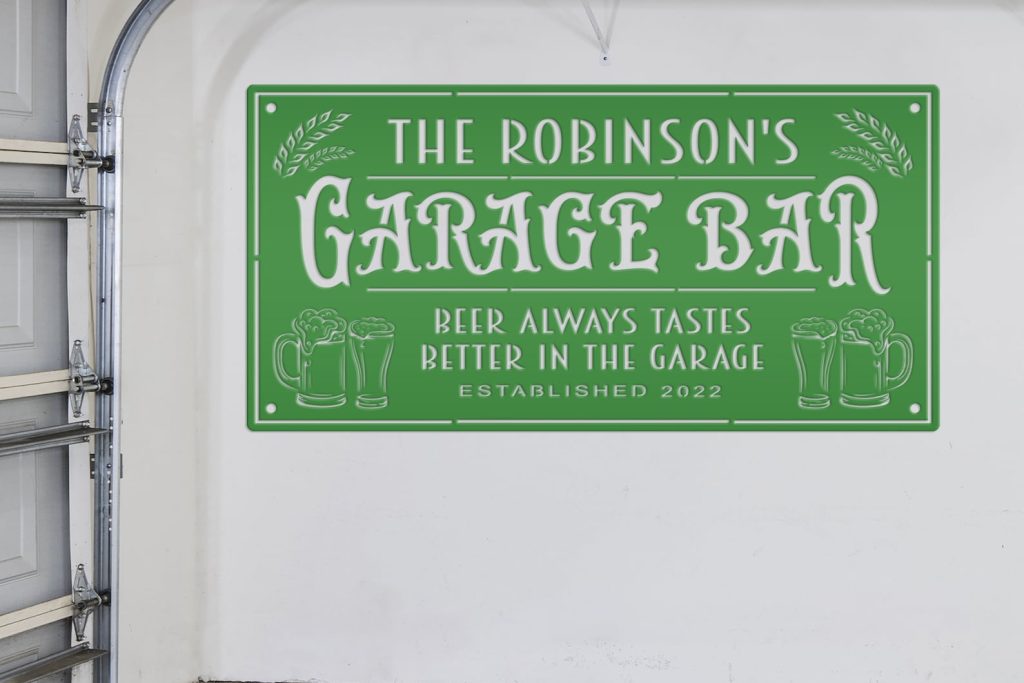 THE ROBINSON'S
GARAGE BAR
BEER ALWAYS TASTES
BETTER IN THE GARAGE
ESTABLISHED 2022